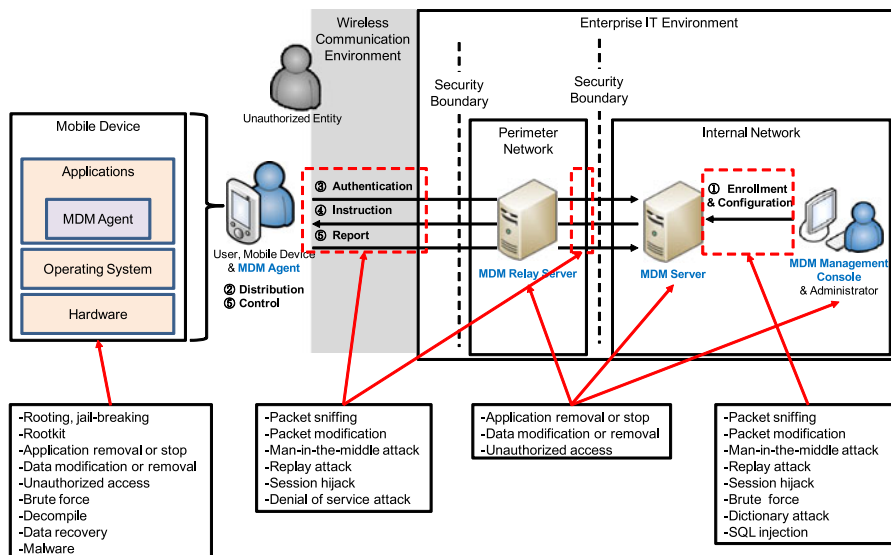 Wireless
Communication
Environment
Enterprise IT Environment
Unauthorized Entity
Security
Boundary
Security
Boundary
Mobile Device
Applications
MDM Agent
Operating System
Hardware
Perimeter
Network
Internal Network
③ Authentication
④ Instruction
⑥ Report
① Enrollment
& Configuration
User, Mobile Device
& MDM Agent
② Distribution
⑤ Control
MDM Relay Server
MDM Server
MDM Management
Console
& Administrator
-Rooting, jail-breaking
-Rootkit
-Application removal or stop
-Data modification or removal
-Unauthorized access
-Brute force
-Decompile
-Data recovery
-Malware
-Packet sniffing
-Packet modification
-Man-in-the-middle attack
-Replay attack
-Session hijack
-Denial of service attack
-Application removal or stop
-Data modification or removal
-Unauthorized access
-Packet sniffing
-Packet modification
-Man-in-the-middle attack
-Replay attack
-Session hijack
-Brute force
-Dictionary attack
-SQL injection